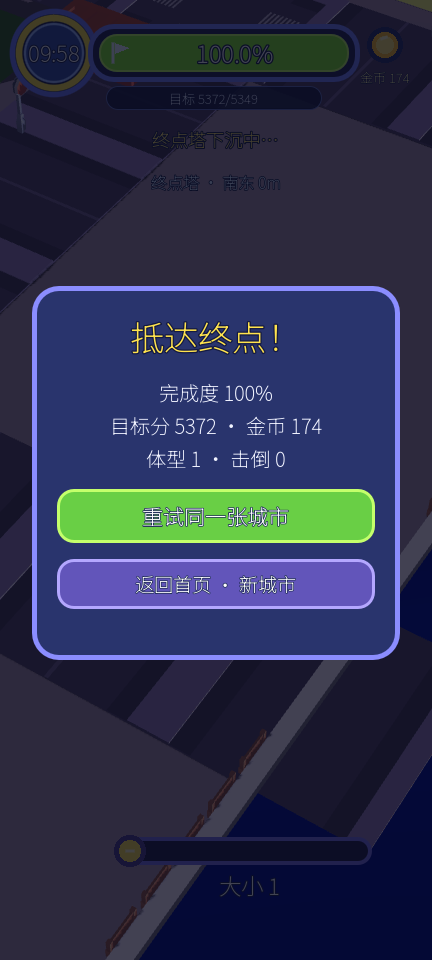 09:58
100.0%
金币 174
目标 5372/5349
终点塔下沉中…
终点塔 · 南东 0m
抵达终点！
完成度 100%
目标分 5372 · 金币 174
体型 1 · 击倒 0
重试同一张城市
返回首页 · 新城市
大小 1